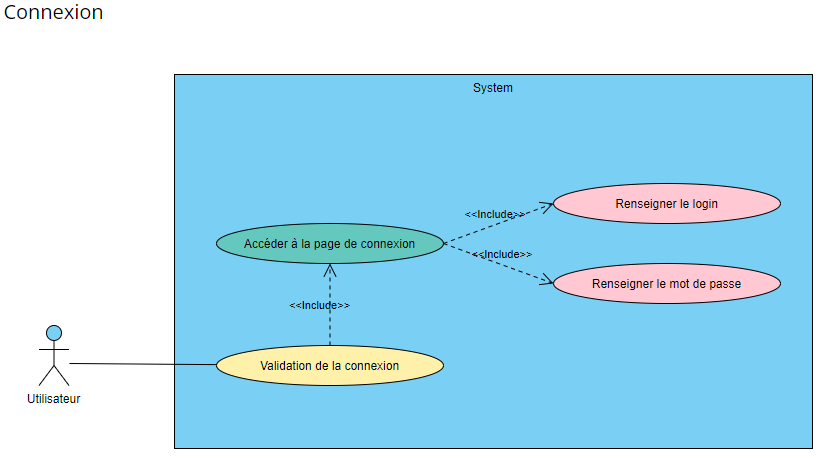 Connexion
System
Renseigner le login
<<Include>>
Accéder à la page de connexion
<<Include>>
Renseigner le mot de passe
<<Include>>
Validation de la connexion
Utilisateur